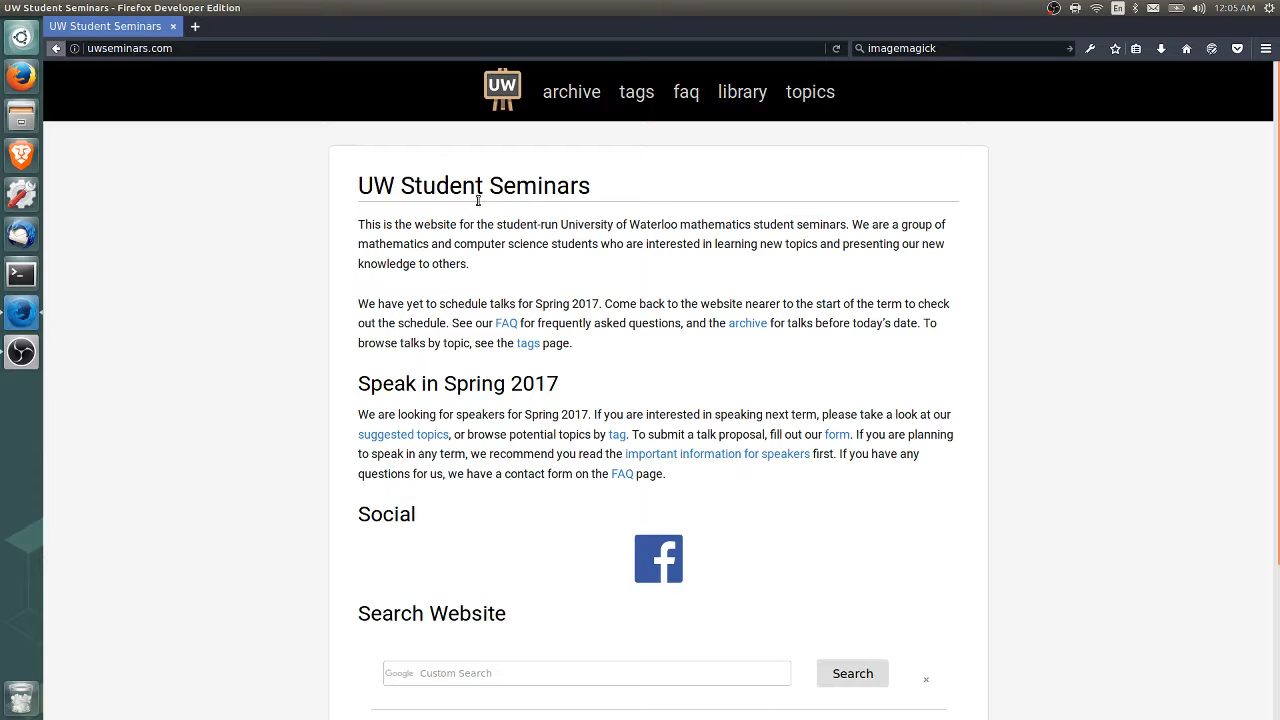 UW Student Seminars - Firefox Developer Edition
En
12:05 AM
UW Student Seminars
uwseminars.com
imagemagick
UW
archive
tags
faq
library
topics
UW Student Seminars
This is the website for the student-run University of Waterloo mathematics student seminars. We are a group of
mathematics and computer science students who are interested in learning new topics and presenting our new
knowledge to others.
We have yet to schedule talks for Spring 2017. Come back to the website nearer to the start of the term to check
out the schedule. See our FAQ for frequently asked questions, and the archive for talks before today's date. To
browse talks by topic, see the tags page.
Speak in Spring 2017
We are looking for speakers for Spring 2017. If you are interested in speaking next term, please take a look at our
suggested topics, or browse potential topics by tag. To submit a talk proposal, fill out our form. If you are planning
to speak in any term, we recommend you read the important information for speakers first. If you have any
questions for us, we have a contact form on the FAQ page.
Social
Search Website
Google Custom Search
Search